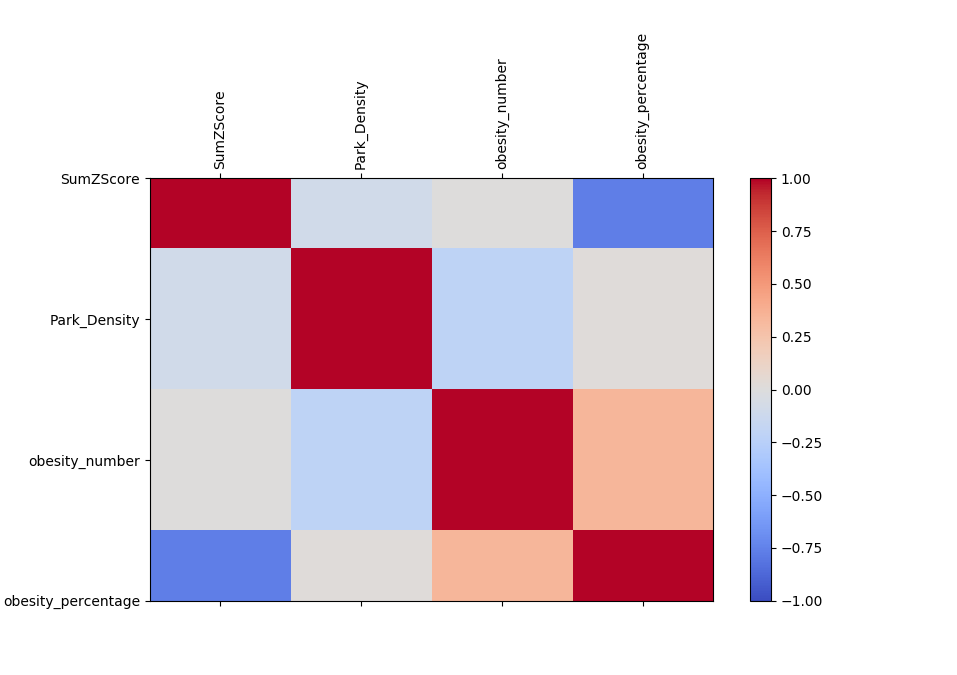 SumZScore
Park_Density
obesity_number
obesity_percentage
SumZScore
Park_Density
obesity_number
obesity_percentage
1.00
0.75
0.50
0.25
0.00
−0.25
−0.50
−0.75
−1.00